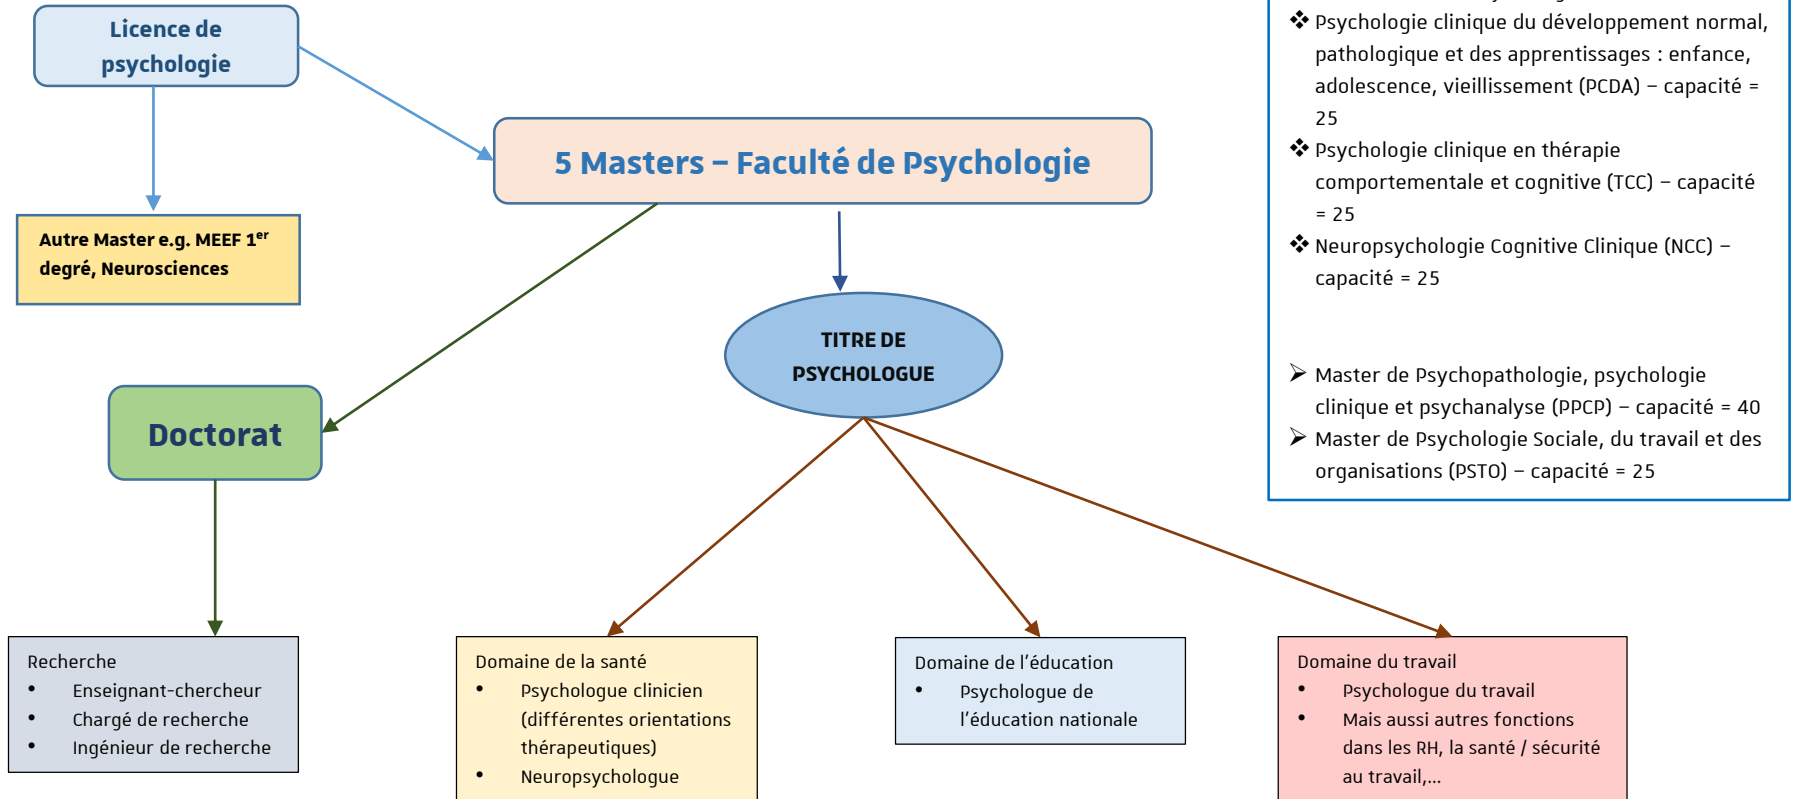 Licence de
psychologie
5 Masters – Faculté de Psychologie
Autre Master e.g. MEEF 1er
degré, Neurosciences
TITRE DE
PSYCHOLOGUE
Doctorat
❖ Psychologie clinique du développement normal,
pathologique et des apprentissages : enfance,
adolescence, vieillissement (PCDA) – capacité =
25
❖ Psychologie clinique en thérapie
comportementale et cognitive (TCC) – capacité
= 25
❖ Neuropsychologie Cognitive Clinique (NCC) –
capacité = 25
➢ Master de Psychopathologie, psychologie
clinique et psychanalyse (PPCP) – capacité = 40
➢ Master de Psychologie Sociale, du travail et des
organisations (PSTO) – capacité = 25
Recherche
• Enseignant-chercheur
• Chargé de recherche
• Ingénieur de recherche
Domaine de la santé
• Psychologue clinicien
(différentes orientations
thérapeutiques)
• Neuropsychologue
Domaine de l'éducation
• Psychologue de
l'éducation nationale
Domaine du travail
• Psychologue du travail
• Mais aussi autres fonctions
dans les RH, la santé / sécurité
au travail,...